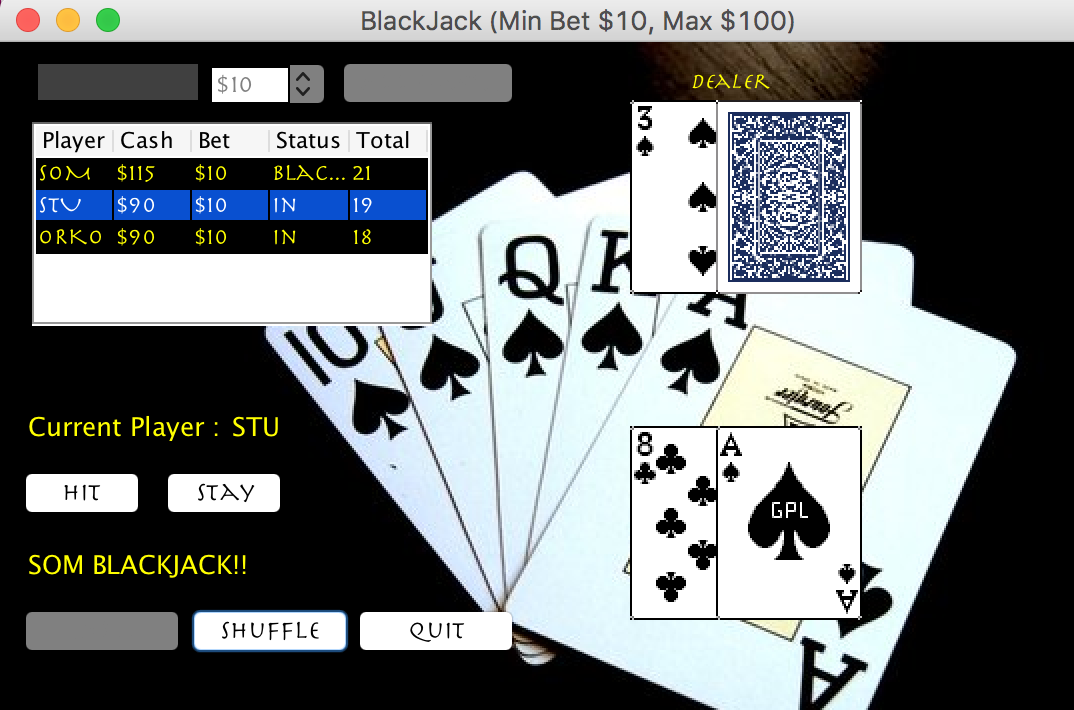 BlackJack (Min Bet $10, Max $100)
$10
DEALER
Player Cash Bet Status Total
SOM $115 $10 BLAC... 21
STU $90 $10 IN 19
ORKO $90 $10 IN 18
3
10 J Q K A
Fournier
Current Player : STU
8 A
GPL
A
HIT STAY
SOM BLACKJACK!!
SHUFFLE QUIT
A